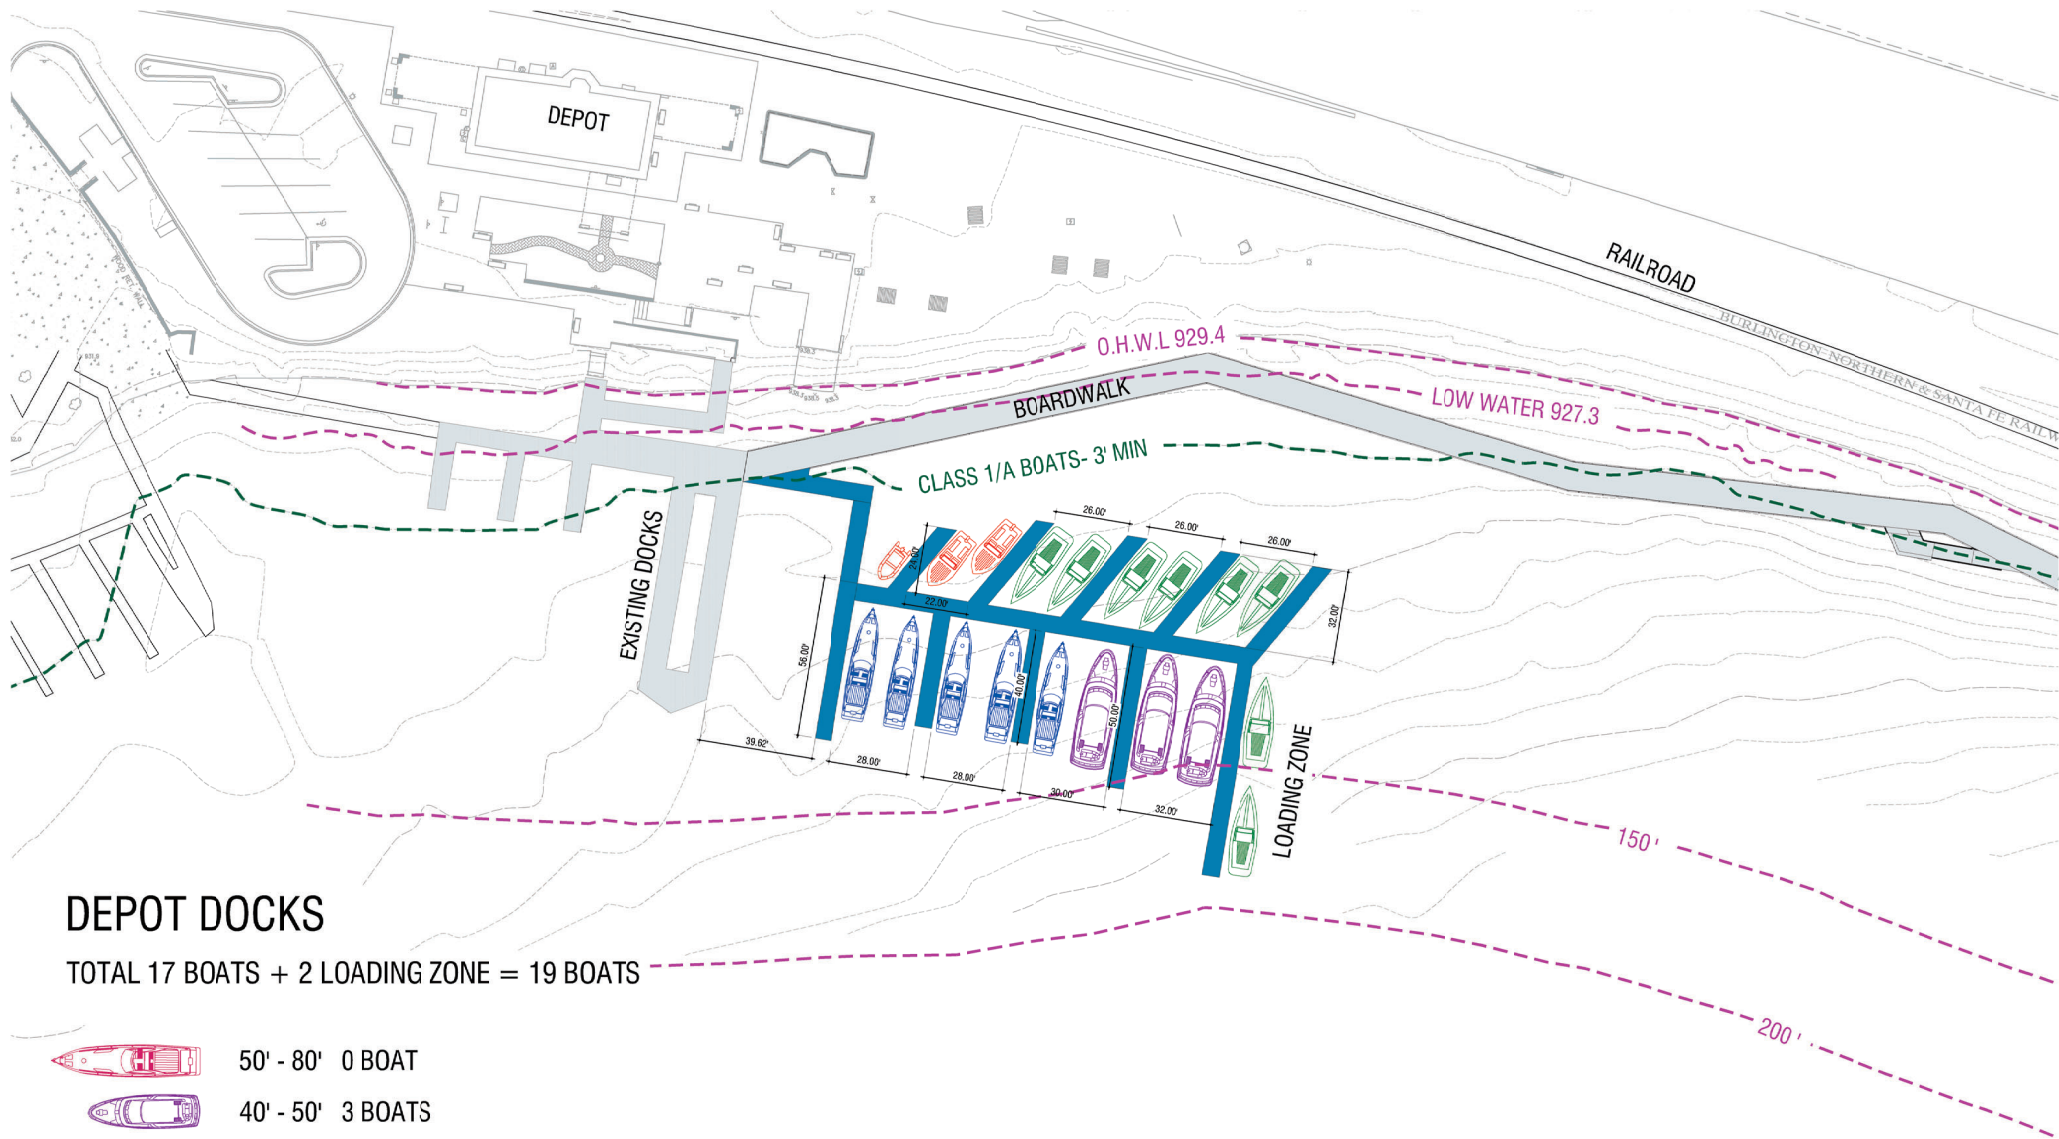 DEPOT
RAILROAD
BURLINGTON NORTHERN & SANTA FE RAILW
O.H.W.L 929.4
LOW WATER 927.3
BOARDWALK
CLASS 1/A BOATS- 3' MIN
EXISTING DOCKS
26.00'
26.00'
26.00'
24.00'
22.00'
32.00'
56.00'
40.00'
50.00'
39.62'
28.00'
28.00'
30.00'
32.00'
LOADING ZONE
150'
200'
DEPOT DOCKS
TOTAL 17 BOATS + 2 LOADING ZONE = 19 BOATS
50' - 80' 0 BOAT
40' - 50' 3 BOATS